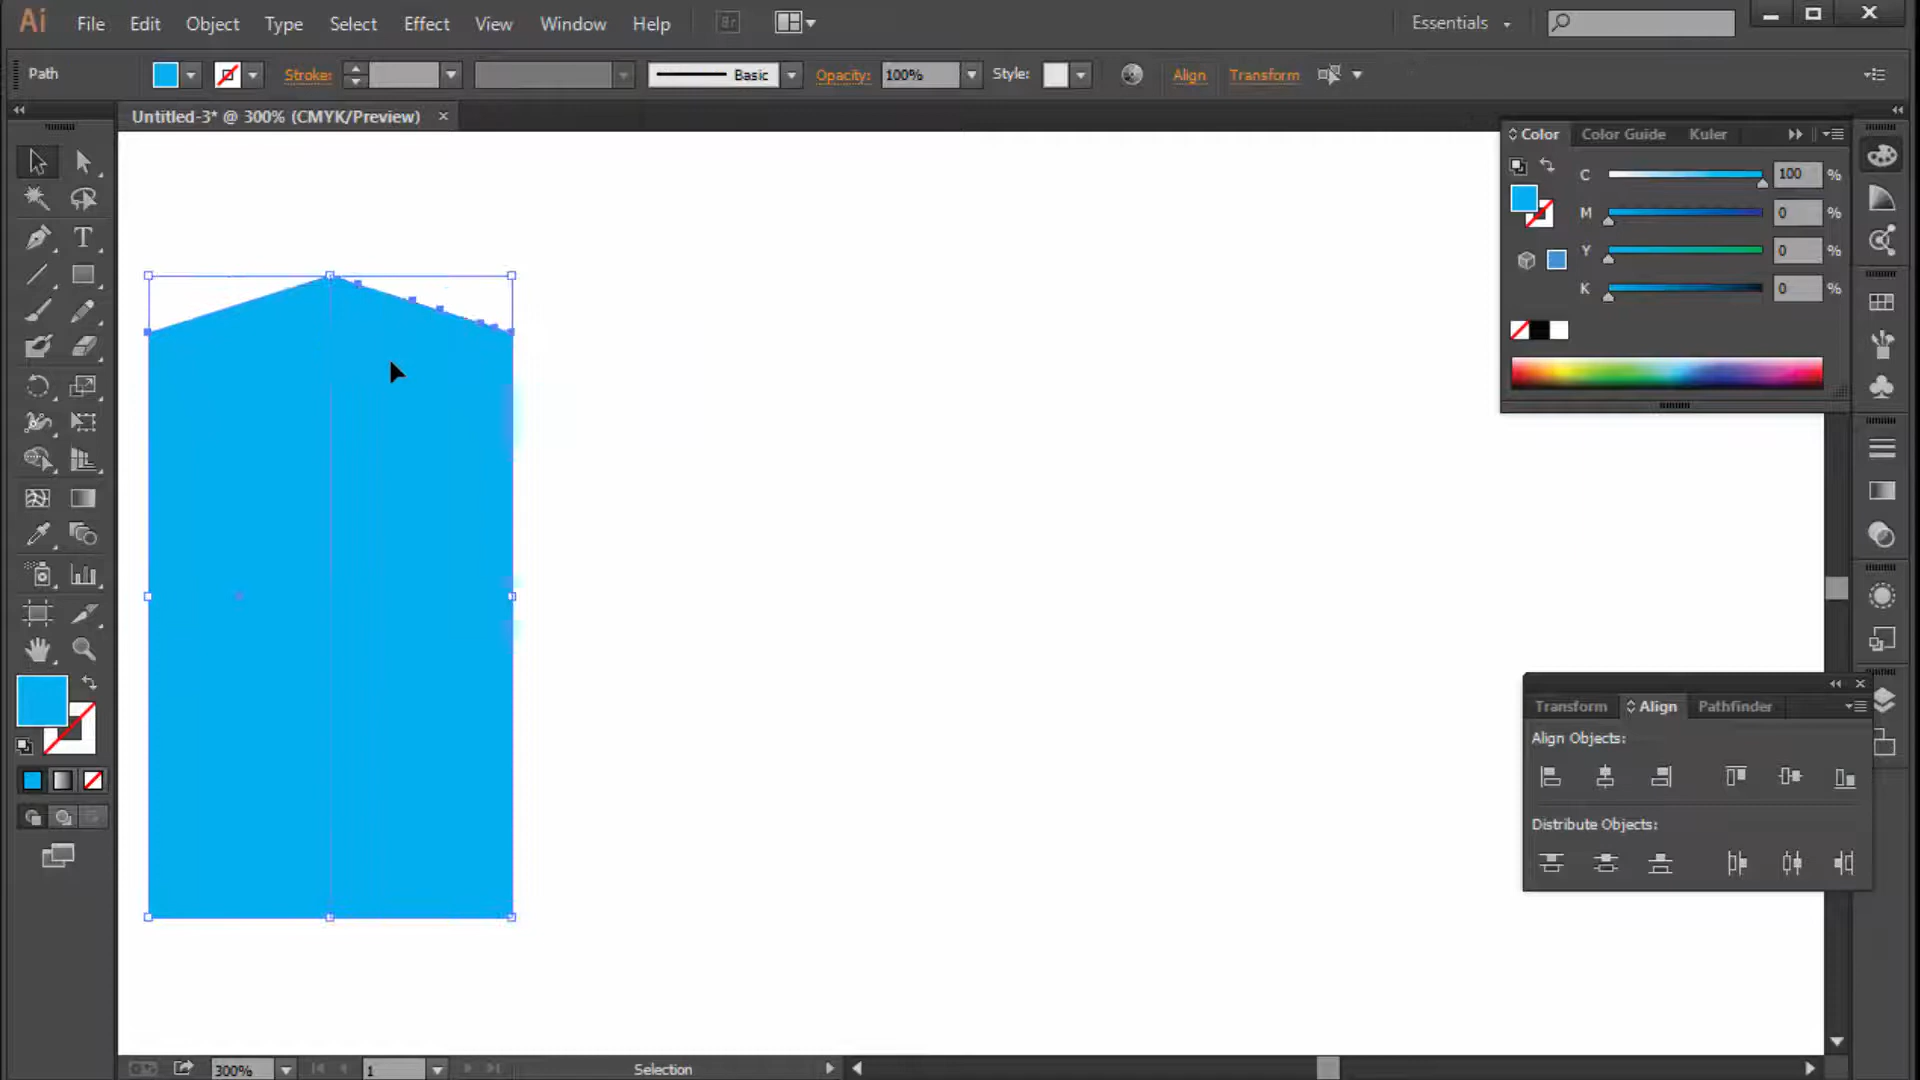 Ai File Edit Object Type Select Effect View Window Help Br Essentials
Path Stroke: Basic Opacity: 100% Style: Align Transform
Untitled-3* @ 300% (CMYK/Preview) ×
Color Color Guide Kuler
C 100 %
M 0 %
Y 0 %
K 0 %
T
Transform Align Pathfinder
Align Objects:
Distribute Objects:
300% 1 Selection